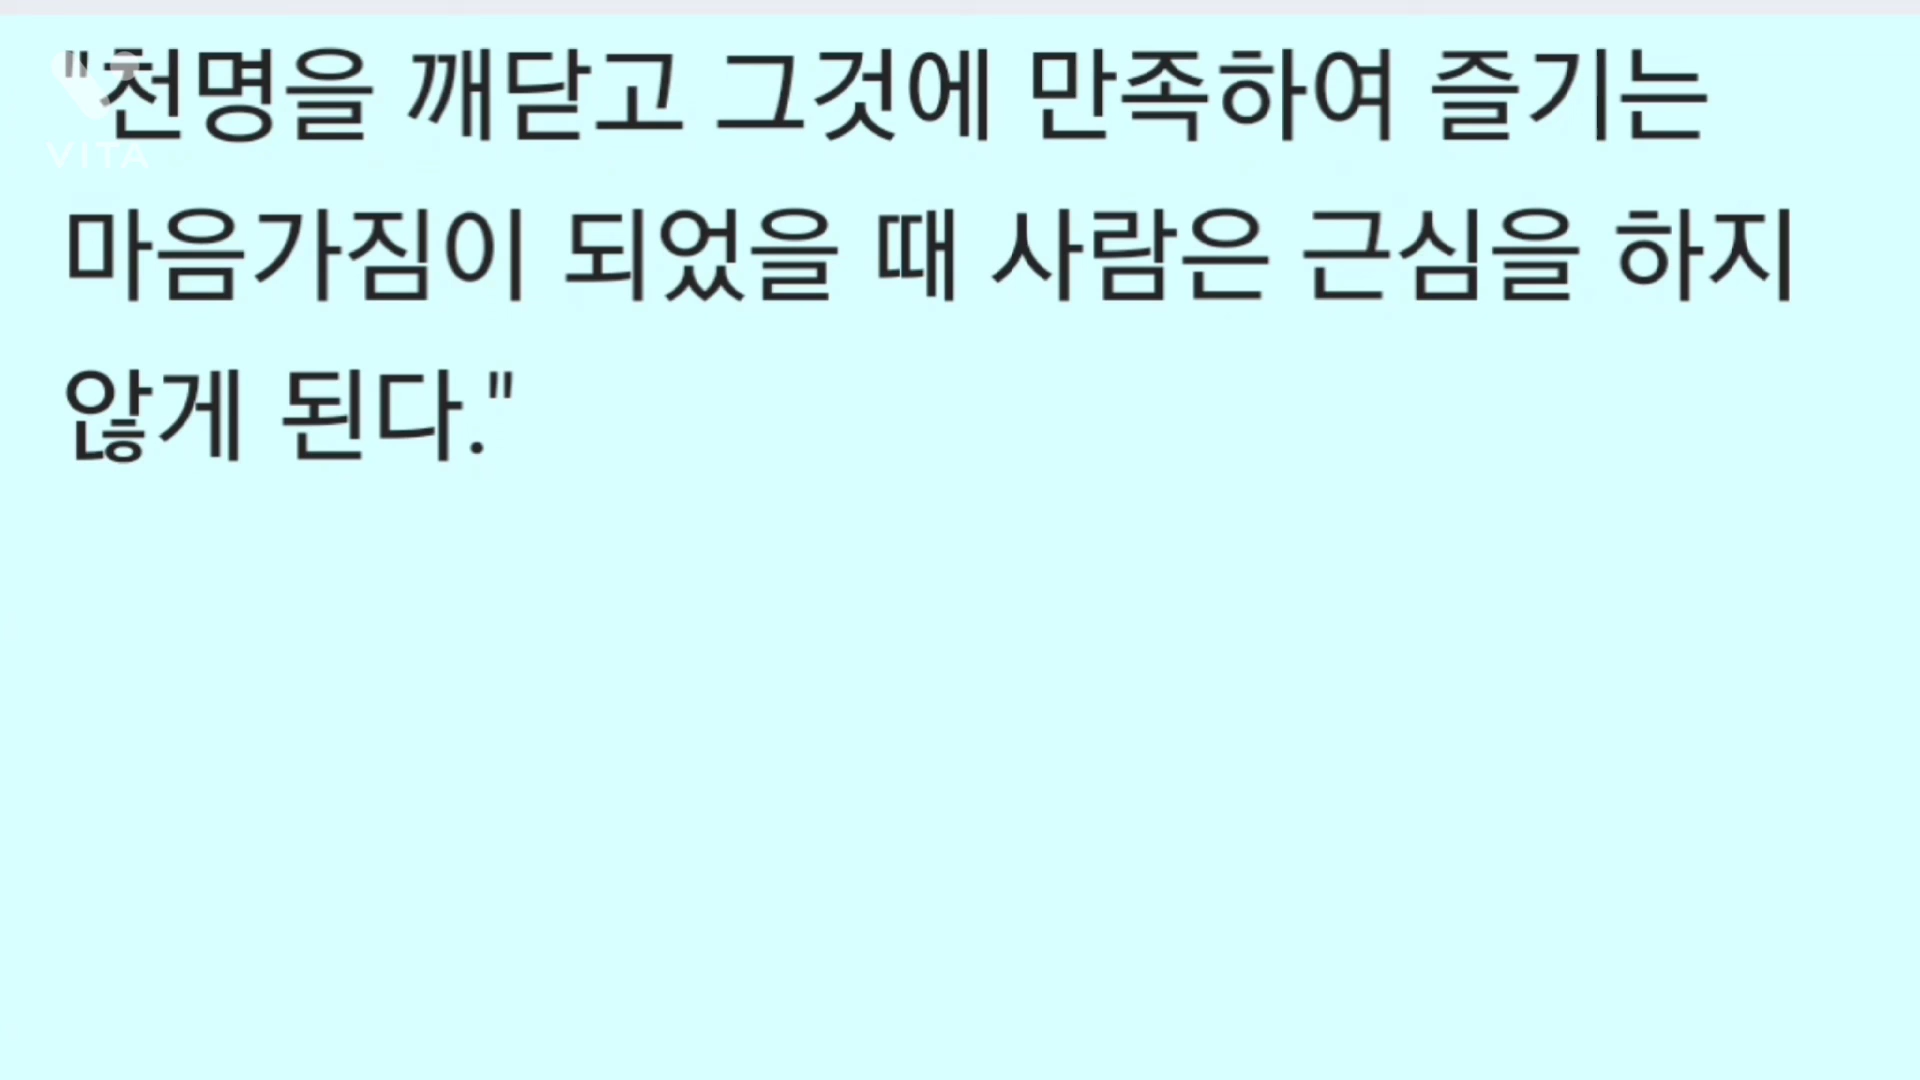 "천명을 깨닫고 그것에 만족하여 즐기는
마음가짐이 되었을 때 사람은 근심을 하지
않게 된다."
VITA